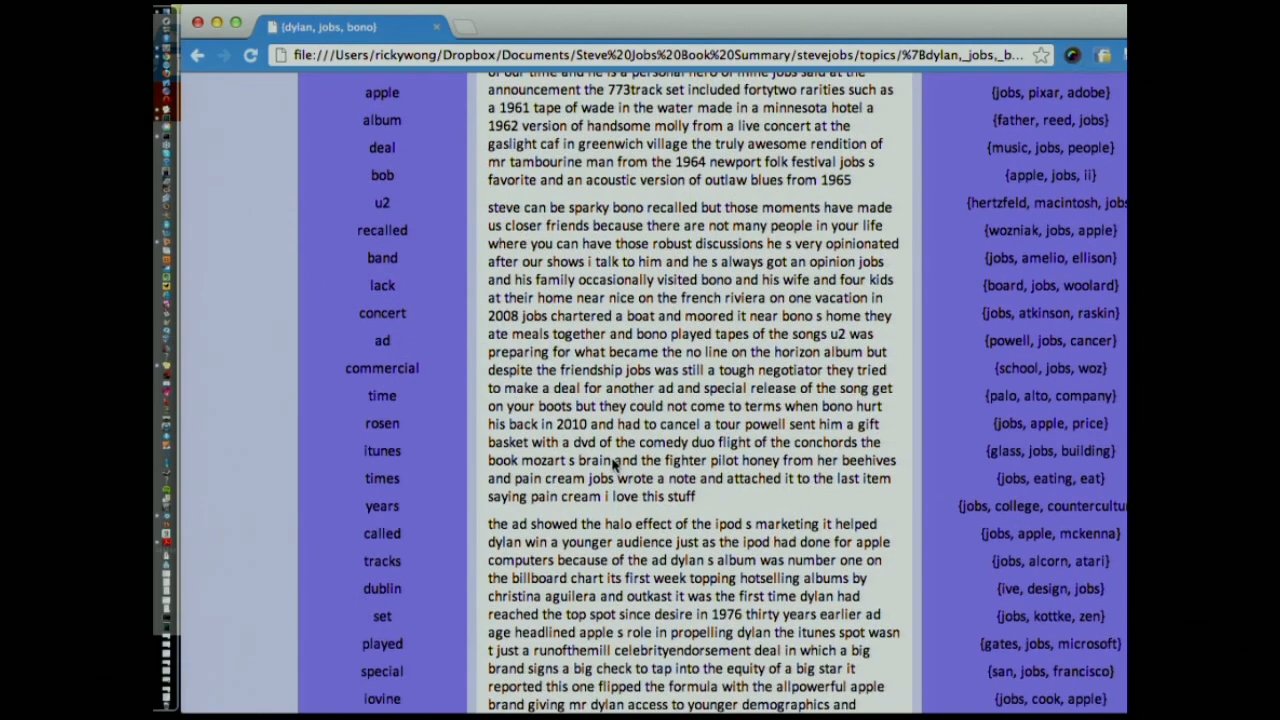 {dylan, jobs, bono}
file:///Users/rickywong/Dropbox/Documents/Steve%20Jobs%20Book%20Summary/stevejobs/topics/%7Bdylan,_jobs,_b...
apple
album
deal
bob
u2
recalled
band
lack
concert
ad
commercial
time
rosen
itunes
times
years
called
tracks
dublin
set
played
special
iovine
of our time and he is a personal hero of mine jobs said at the
announcement the 773track set included fortytwo rarities such as
a 1961 tape of wade in the water made in a minnesota hotel a
1962 version of handsome molly from a live concert at the
gaslight caf in greenwich village the truly awesome rendition of
mr tambourine man from the 1964 newport folk festival jobs s
favorite and an acoustic version of outlaw blues from 1965
steve can be sparky bono recalled but those moments have made
us closer friends because there are not many people in your life
where you can have those robust discussions he s very opinionated
after our shows i talk to him and he s always got an opinion jobs
and his family occasionally visited bono and his wife and four kids
at their home near nice on the french riviera on one vacation in
2008 jobs chartered a boat and moored it near bono s home they
ate meals together and bono played tapes of the songs u2 was
preparing for what became the no line on the horizon album but
despite the friendship jobs was still a tough negotiator they tried
to make a deal for another ad and special release of the song get
on your boots but they could not come to terms when bono hurt
his back in 2010 and had to cancel a tour powell sent him a gift
basket with a dvd of the comedy duo flight of the conchords the
book mozart s brain and the fighter pilot honey from her beehives
and pain cream jobs wrote a note and attached it to the last item
saying pain cream i love this stuff
the ad showed the halo effect of the ipod s marketing it helped
dylan win a younger audience just as the ipod had done for apple
computers because of the ad dylan s album was number one on
the billboard chart its first week topping hotselling albums by
christina aguilera and outkast it was the first time dylan had
reached the top spot since desire in 1976 thirty years earlier ad
age headlined apple s role in propelling dylan the itunes spot wasn
t just a runofthemill celebrityendorsement deal in which a big
brand signs a big check to tap into the equity of a big star it
reported this one flipped the formula with the allpowerful apple
brand giving mr dylan access to younger demographics and
{jobs, pixar, adobe}
{father, reed, jobs}
{music, jobs, people}
{apple, jobs, ii}
{hertzfeld, macintosh, jobs
{wozniak, jobs, apple}
{jobs, amelio, ellison}
{board, jobs, woolard}
{jobs, atkinson, raskin}
{powell, jobs, cancer}
{school, jobs, woz}
{palo, alto, company}
{jobs, apple, price}
{glass, jobs, building}
{jobs, eating, eat}
{jobs, college, countercultu
{jobs, apple, mckenna}
{jobs, alcorn, atari}
{ive, design, jobs}
{jobs, kottke, zen}
{gates, jobs, microsoft}
{san, jobs, francisco}
{jobs, cook, apple}